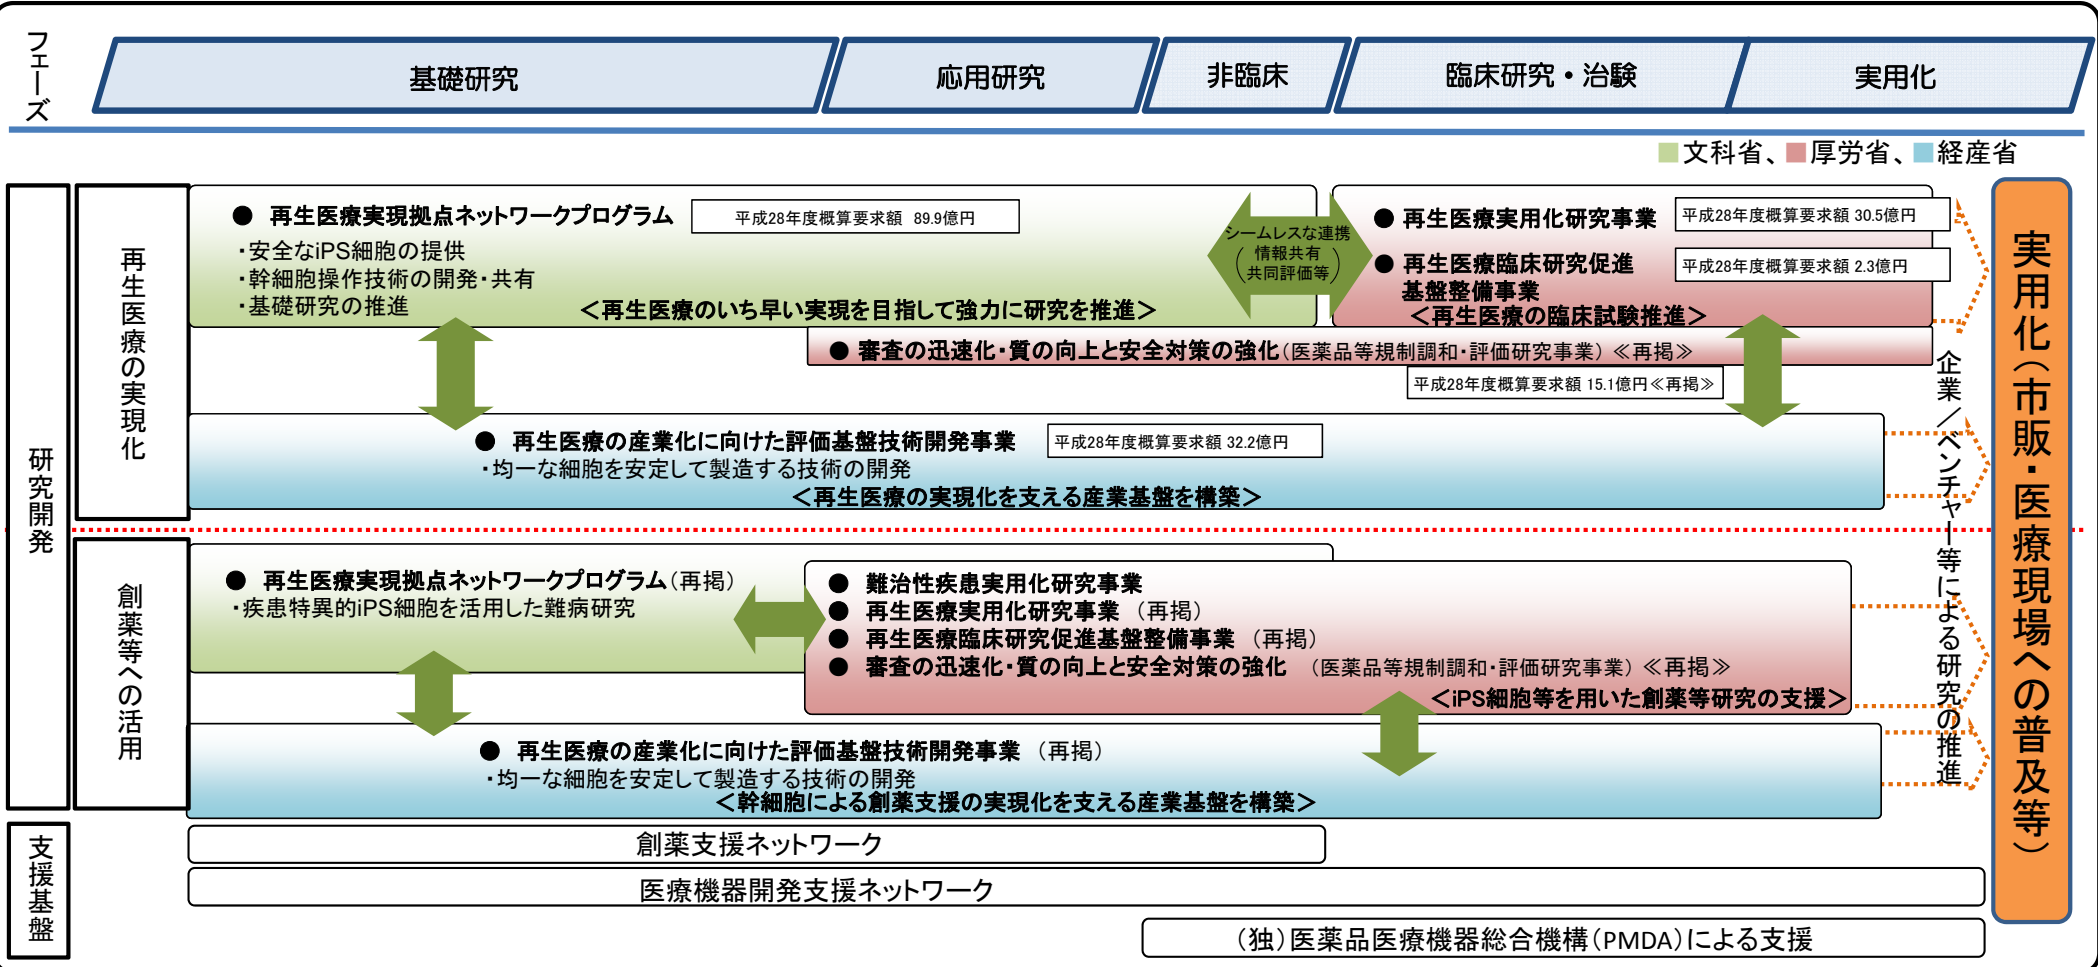 フェーズ
基礎研究
応用研究
非臨床
臨床研究・治験
実用化
文科省、厚労省、経産省
研究開発
再生医療の実現化
● 再生医療実現拠点ネットワークプログラム
平成28年度概算要求額 89.9億円
・安全なiPS細胞の提供
・幹細胞操作技術の開発・共有
・基礎研究の推進
＜再生医療のいち早い実現を目指して強力に研究を推進＞
シームレスな連携
（情報共有
共同評価等）
● 再生医療実用化研究事業
平成28年度概算要求額 30.5億円
● 再生医療臨床研究促進
基盤整備事業
平成28年度概算要求額 2.3億円
＜再生医療の臨床試験推進＞
● 審査の迅速化・質の向上と安全対策の強化（医薬品等規制調和・評価研究事業）≪再掲≫
平成28年度概算要求額 15.1億円≪再掲≫
● 再生医療の産業化に向けた評価基盤技術開発事業
平成28年度概算要求額 32.2億円
・均一な細胞を安定して製造する技術の開発
＜再生医療の実現化を支える産業基盤を構築＞
創薬等への活用
● 再生医療実現拠点ネットワークプログラム（再掲）
・疾患特異的iPS細胞を活用した難病研究
● 難治性疾患実用化研究事業
● 再生医療実用化研究事業（再掲）
● 再生医療臨床研究促進基盤整備事業（再掲）
● 審査の迅速化・質の向上と安全対策の強化（医薬品等規制調和・評価研究事業）≪再掲≫
＜iPS細胞等を用いた創薬等研究の支援＞
● 再生医療の産業化に向けた評価基盤技術開発事業（再掲）
・均一な細胞を安定して製造する技術の開発
＜幹細胞による創薬支援の実現化を支える産業基盤を構築＞
企業／ベンチャー等による研究の推進
実用化（市販・医療現場への普及等）
支援基盤
創薬支援ネットワーク
医療機器開発支援ネットワーク
（独）医薬品医療機器総合機構（PMDA）による支援